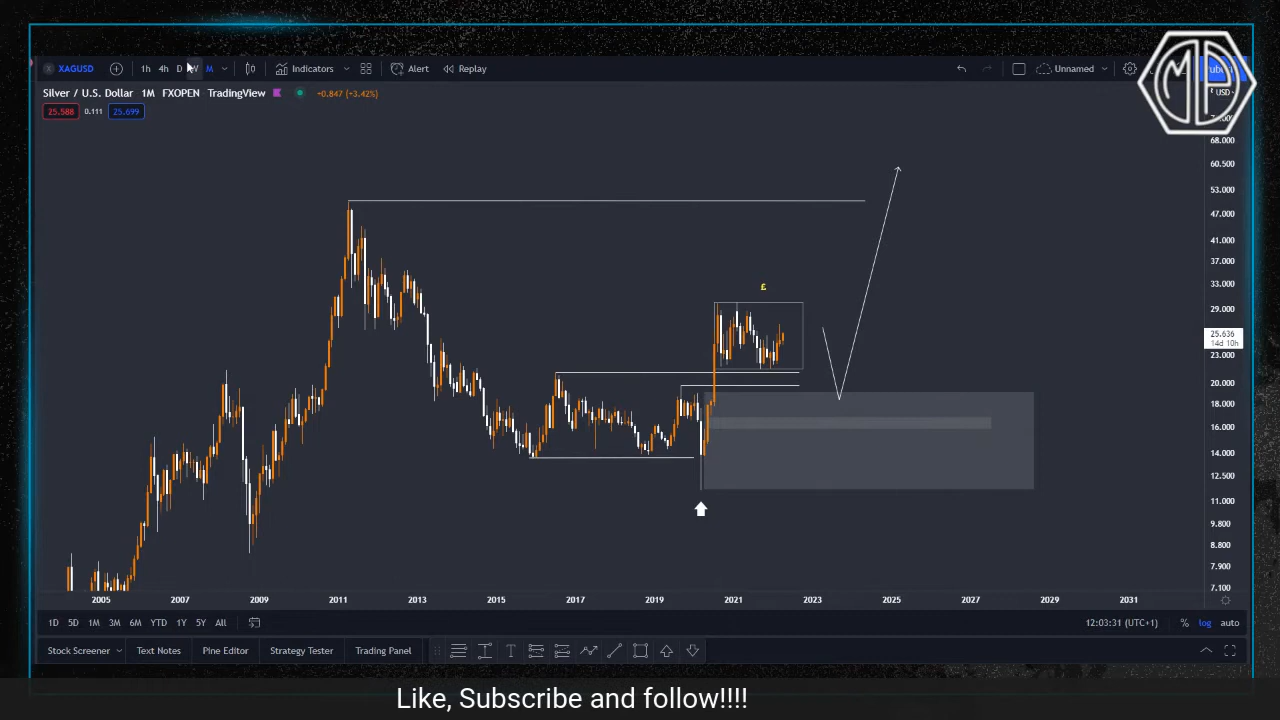 XAGUSD 1h 4h D W M Indicators Alert Replay Unnamed
Silver / U.S. Dollar 1M FXOPEN TradingView +0.847 (+3.42%)
25.588 0.111 25.699
MP
USD
68.000
60.500
53.000
47.000
41.000
37.000
33.000
£
29.000
25.636
14d 10h
23.000
20.000
18.000
16.000
14.000
12.500
11.000
9.800
8.800
7.900
7.100
2005 2007 2009 2011 2013 2015 2017 2019 2021 2023 2025 2027 2029 2031
1D 5D 1M 3M 6M YTD 1Y 5Y All 12:03:31 (UTC+1) % log auto
Stock Screener Text Notes Pine Editor Strategy Tester Trading Panel
Like, Subscribe and follow!!!!